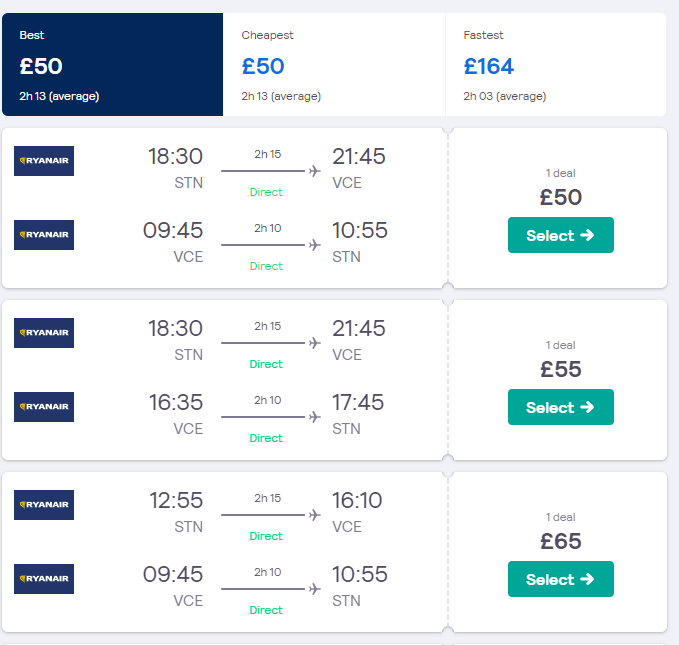 Best
£50
2h 13 (average)
Cheapest
£50
2h 13 (average)
Fastest
£164
2h 03 (average)
RYANAIR
18:30
STN
2h 15
Direct
21:45
VCE
RYANAIR
09:45
VCE
2h 10
Direct
10:55
STN
1 deal
£50
Select →
RYANAIR
18:30
STN
2h 15
Direct
21:45
VCE
RYANAIR
16:35
VCE
2h 10
Direct
17:45
STN
1 deal
£55
Select →
RYANAIR
12:55
STN
2h 15
Direct
16:10
VCE
RYANAIR
09:45
VCE
2h 10
Direct
10:55
STN
1 deal
£65
Select →